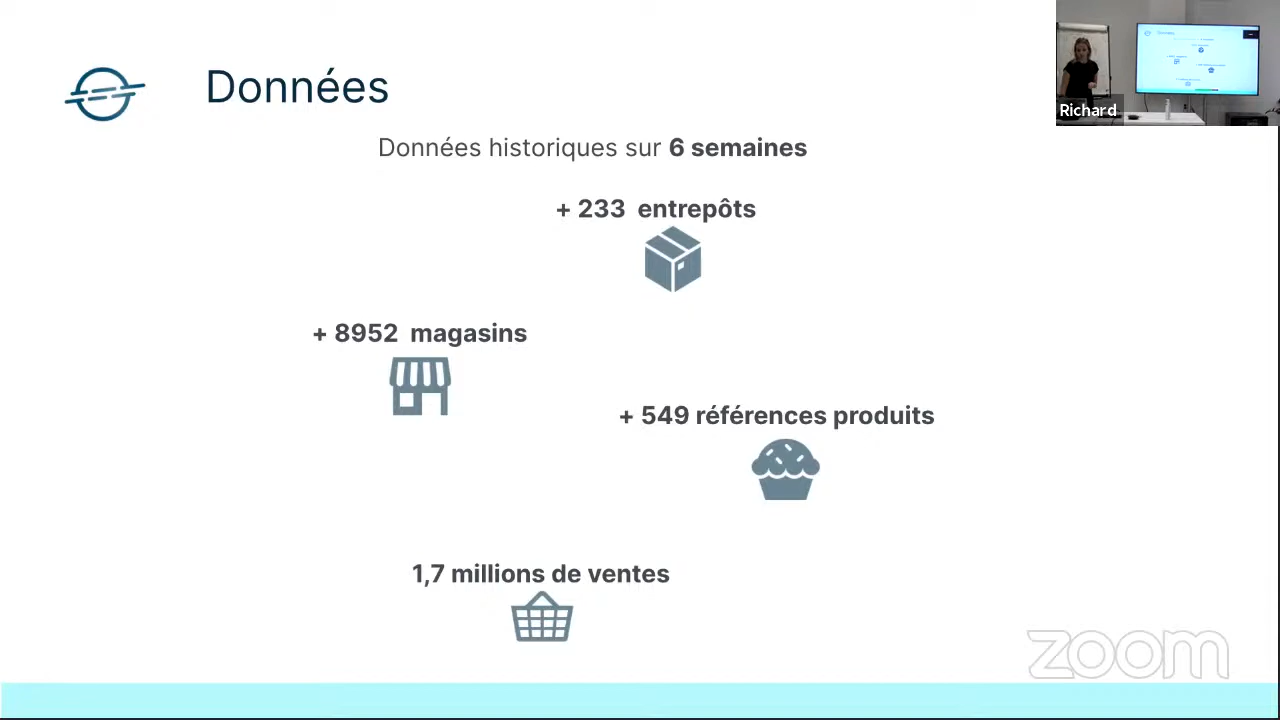 Données
Richard
Données historiques sur 6 semaines
+ 233 entrepôts
+ 8952 magasins
+ 549 références produits
1,7 millions de ventes
zoom